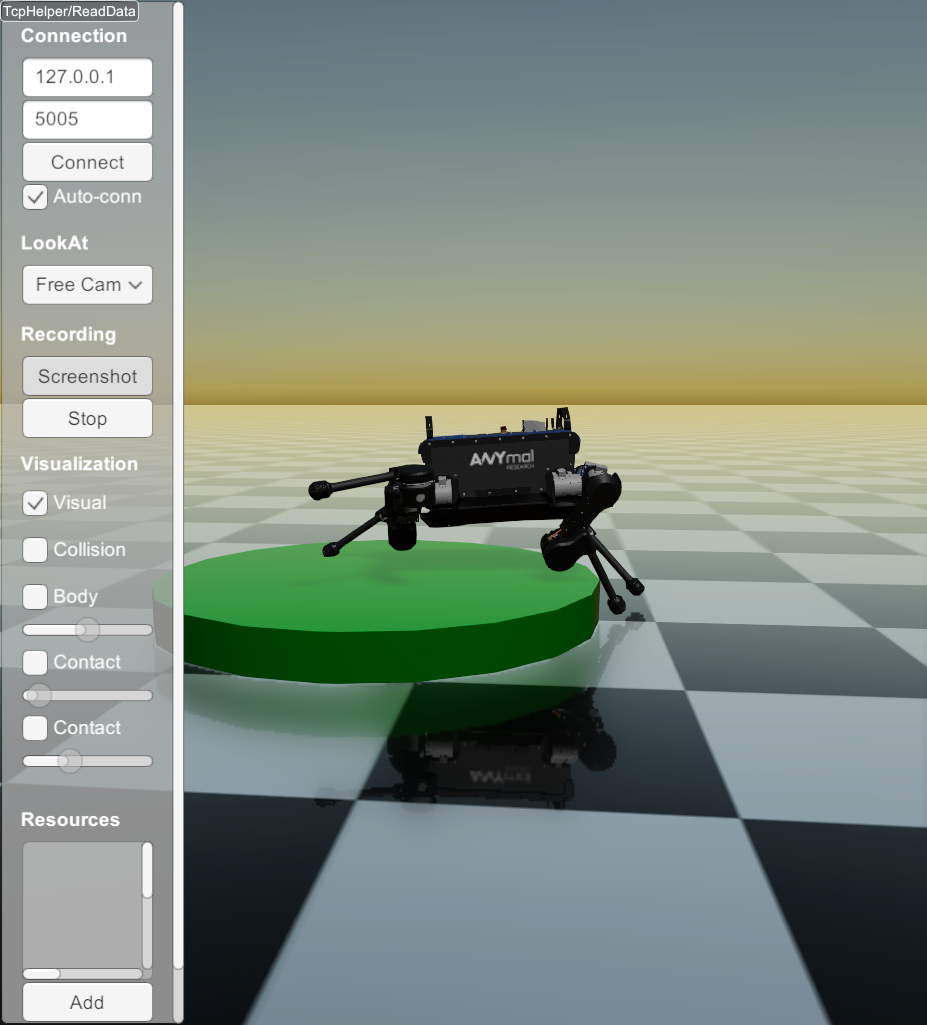 TcpHelper/ReadData
Connection
127.0.0.1
5005
Connect
Auto-conn
LookAt
Free Cam
Recording
Screenshot
Stop
Visualization
Visual
Collision
Body
Contact
Contact
Resources
Add
ANYmal
RESEARCH